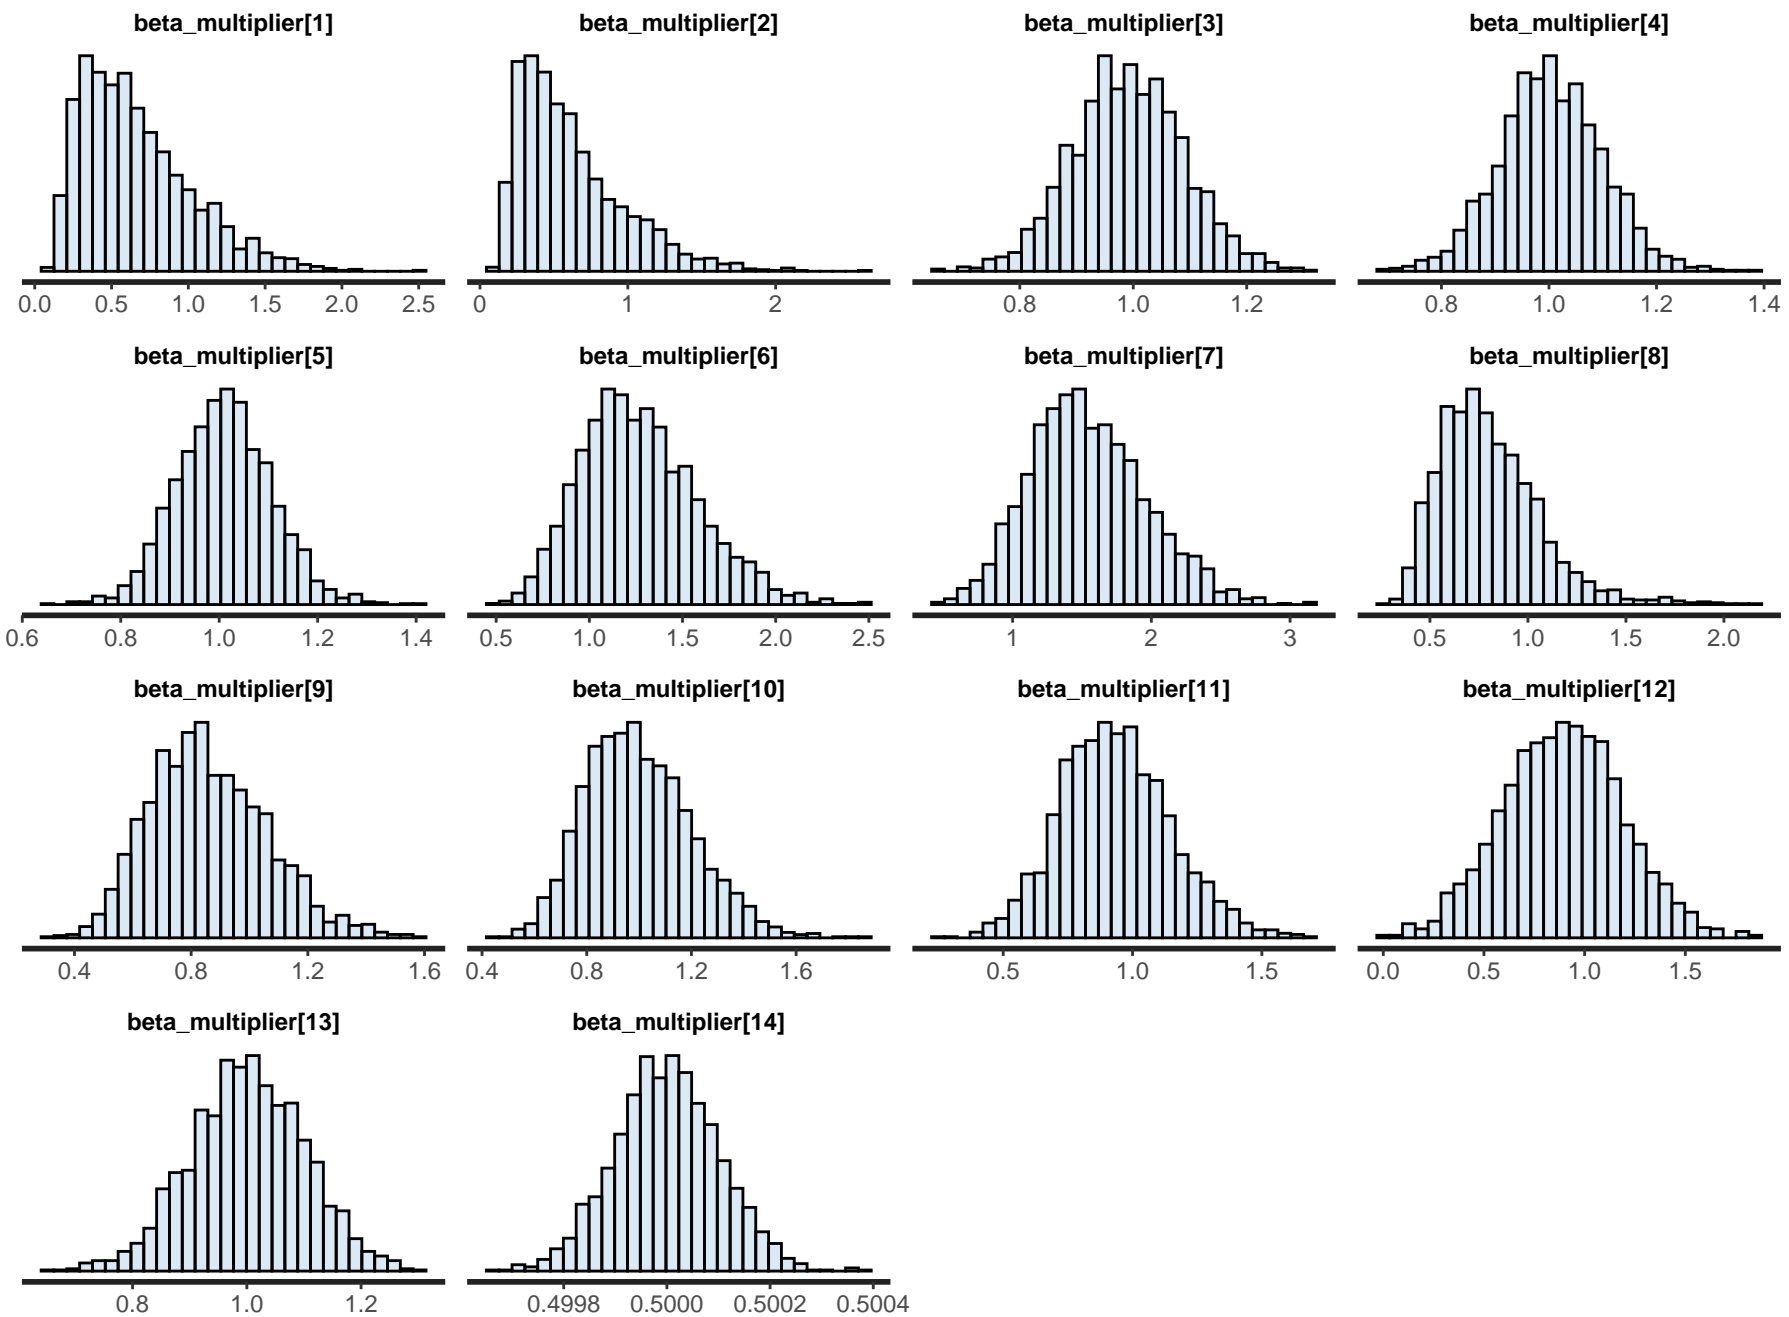 beta_multiplier[1] beta_multiplier[2] beta_multiplier[3] beta_multiplier[4]
0.0 0.5 1.0 1.5 2.0 2.5 0 1 2 0.8 1.0 1.2 0.8 1.0 1.2 1.4
beta_multiplier[5] beta_multiplier[6] beta_multiplier[7] beta_multiplier[8]
0.6 0.8 1.0 1.2 1.4 0.5 1.0 1.5 2.0 2.5 1 2 3 0.5 1.0 1.5 2.0
beta_multiplier[9] beta_multiplier[10] beta_multiplier[11] beta_multiplier[12]
0.4 0.8 1.2 1.6 0.4 0.8 1.2 1.6 0.5 1.0 1.5 0.0 0.5 1.0 1.5
beta_multiplier[13] beta_multiplier[14]
0.8 1.0 1.2 0.4998 0.5000 0.5002 0.5004